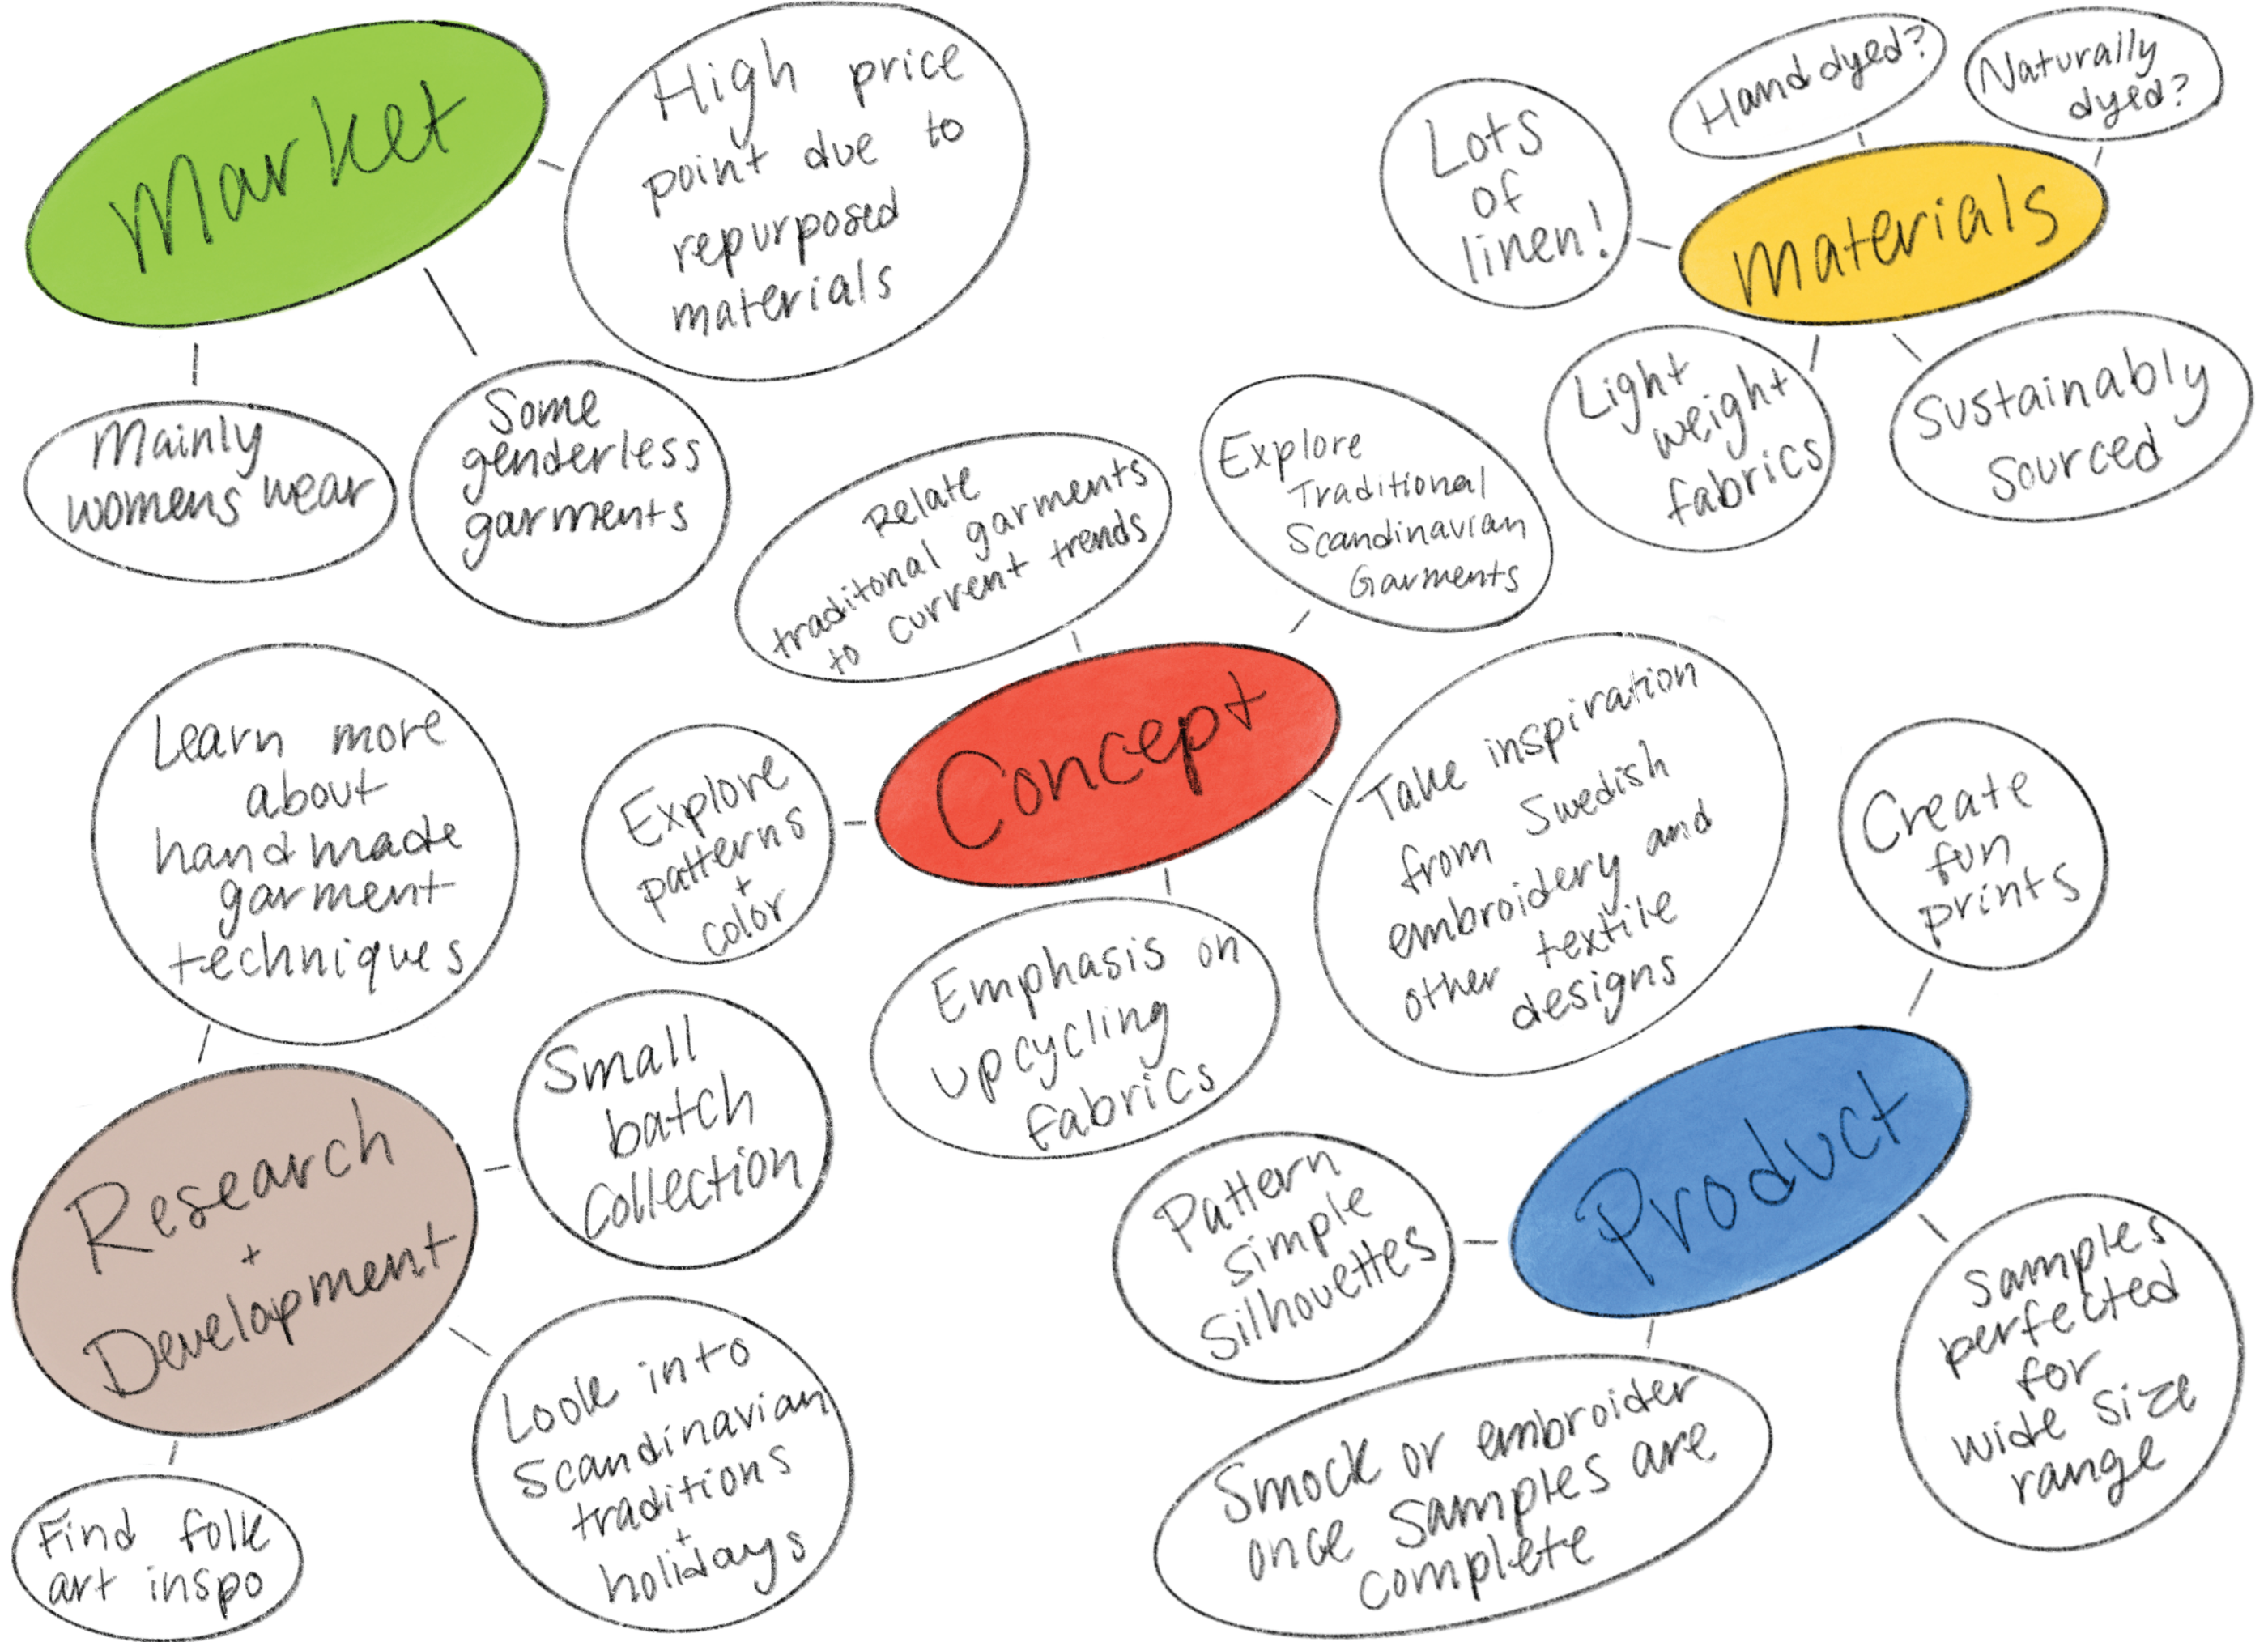 Market
High price
point due to
repurposed
materials
Mainly
womens wear
Some
genderless
garments
Materials
Lots
of
linen!
Hand dyed?
Naturally
dyed?
Light
weight
fabrics
Sustainably
Sourced
Concept
Relate
traditonal garments
to current trends
Explore
Traditional
Scandinavian
Garments
Explore
patterns
+
color
Take inspiration
from Swedish
embroidery and
other textile
designs
Emphasis on
upcycling
fabrics
Research
+
Development
Learn more
about
handmade
garment
techniques
Small
batch
Collection
Look into
Scandinavian
traditions
+
holidays
Find folk
art inspo
Product
Create
fun
prints
Pattern
simple
Silhouettes
Smock or embroider
once samples are
complete
Samples
perfected
for
wide size
range